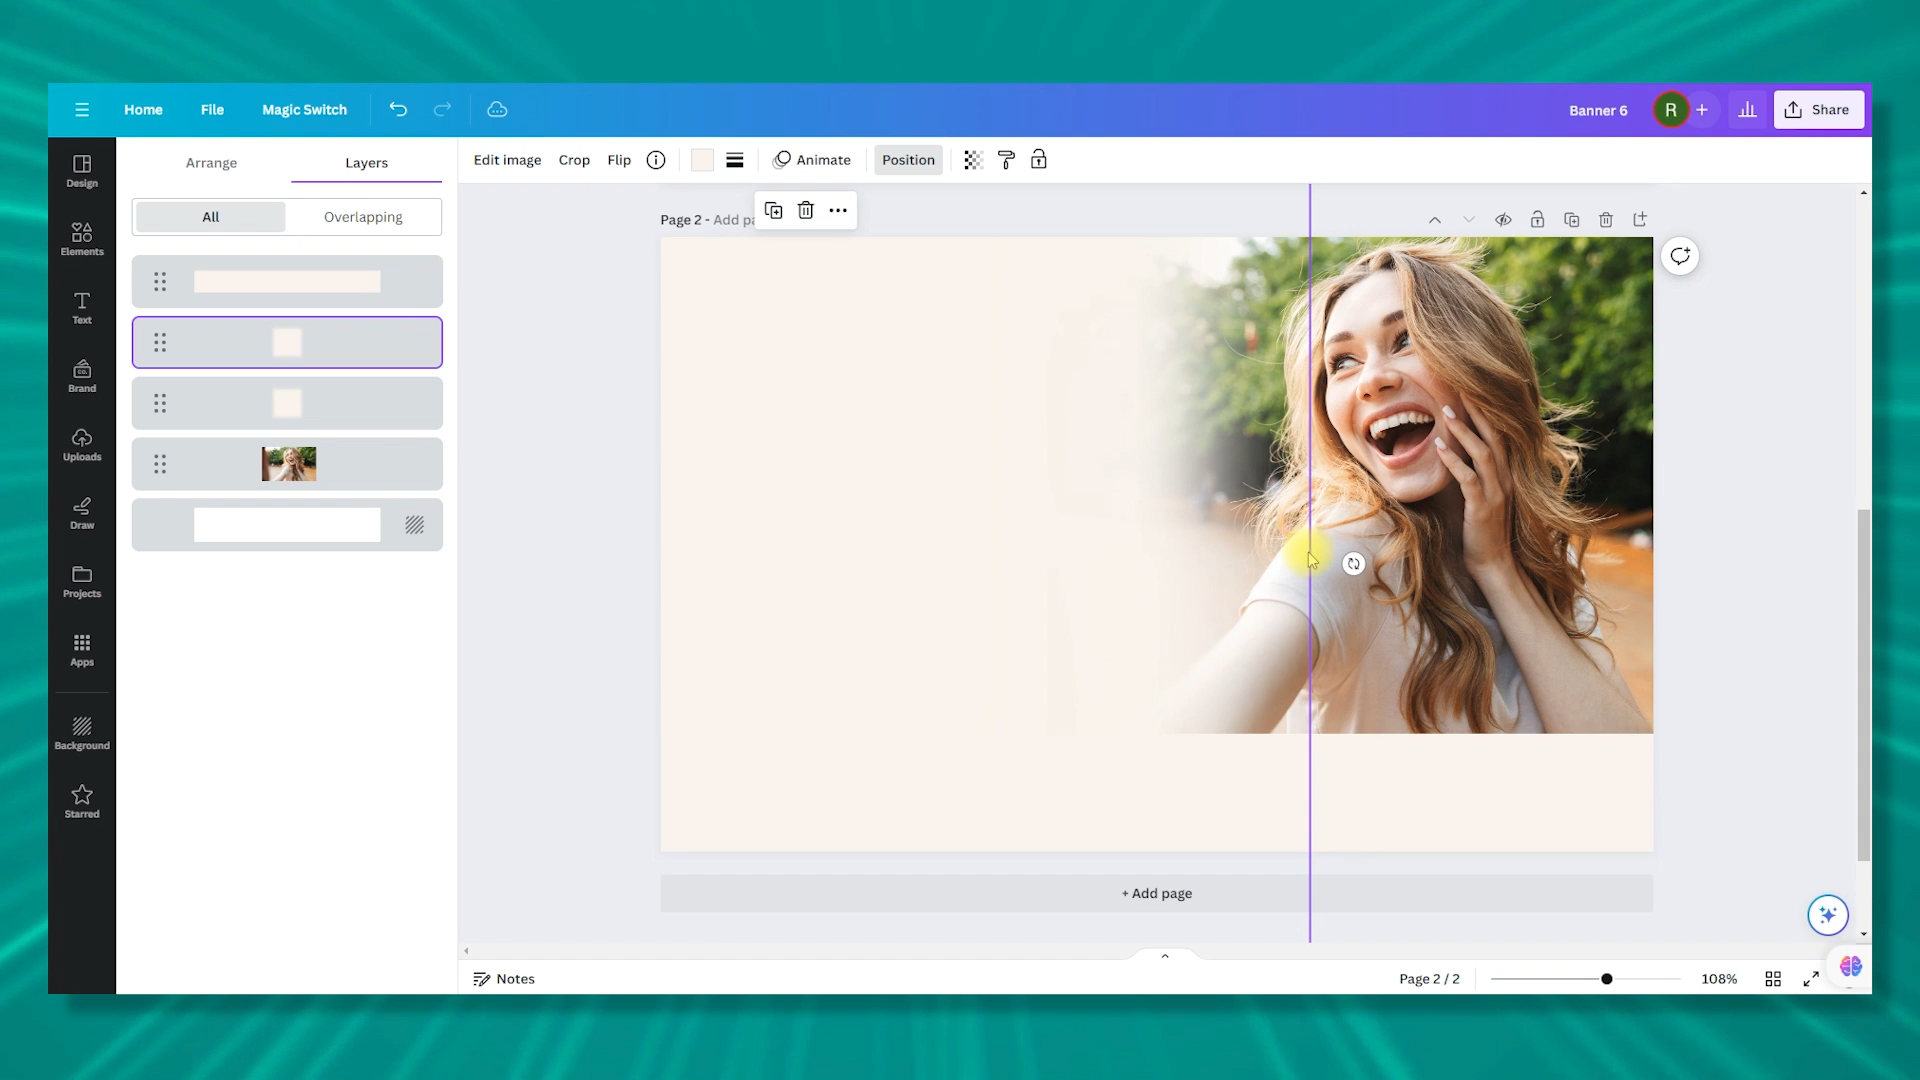 Home File Magic Switch Banner 6 R + Share
Design
Elements
Text
Brand
Uploads
Draw
Projects
Apps
Background
Starred
Arrange Layers
All Overlapping
Edit image Crop Flip Animate Position
Page 2 - Add pa
+ Add page
Notes Page 2 / 2 108%